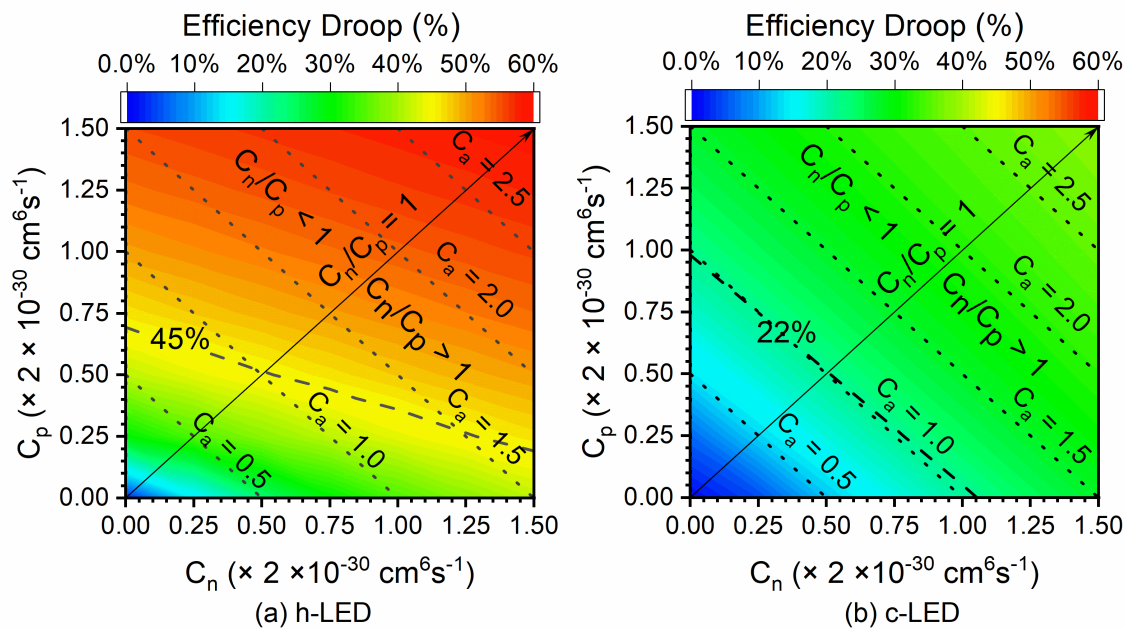 Efficiency Droop (%)
0.0% 10% 20% 30% 40% 50% 60%
1.50
1.25
1.00
0.75
0.50
0.25
0.00
Cp (× 2 × 10⁻³⁰ cm⁶s⁻¹)
Ca = 2.5
Cn/Cp < 1
Cn/Cp = 1
Ca = 2.0
Cn/Cp > 1
45%
Ca = 1.5
Ca = 1.0
Ca = 0.5
0.00 0.25 0.50 0.75 1.00 1.25 1.50
Cn (× 2 ×10⁻³⁰ cm⁶s⁻¹)
(a) h-LED
Efficiency Droop (%)
0.0% 10% 20% 30% 40% 50% 60%
1.50
1.25
1.00
0.75
0.50
0.25
0.00
Cp (× 2 × 10⁻³⁰ cm⁶s⁻¹)
Ca = 2.5
Cn/Cp < 1
Cn/Cp = 1
Ca = 2.0
Cn/Cp > 1
22%
Ca = 1.5
Ca = 1.0
Ca = 0.5
0.00 0.25 0.50 0.75 1.00 1.25 1.50
Cn (× 2 ×10⁻³⁰ cm⁶s⁻¹)
(b) c-LED